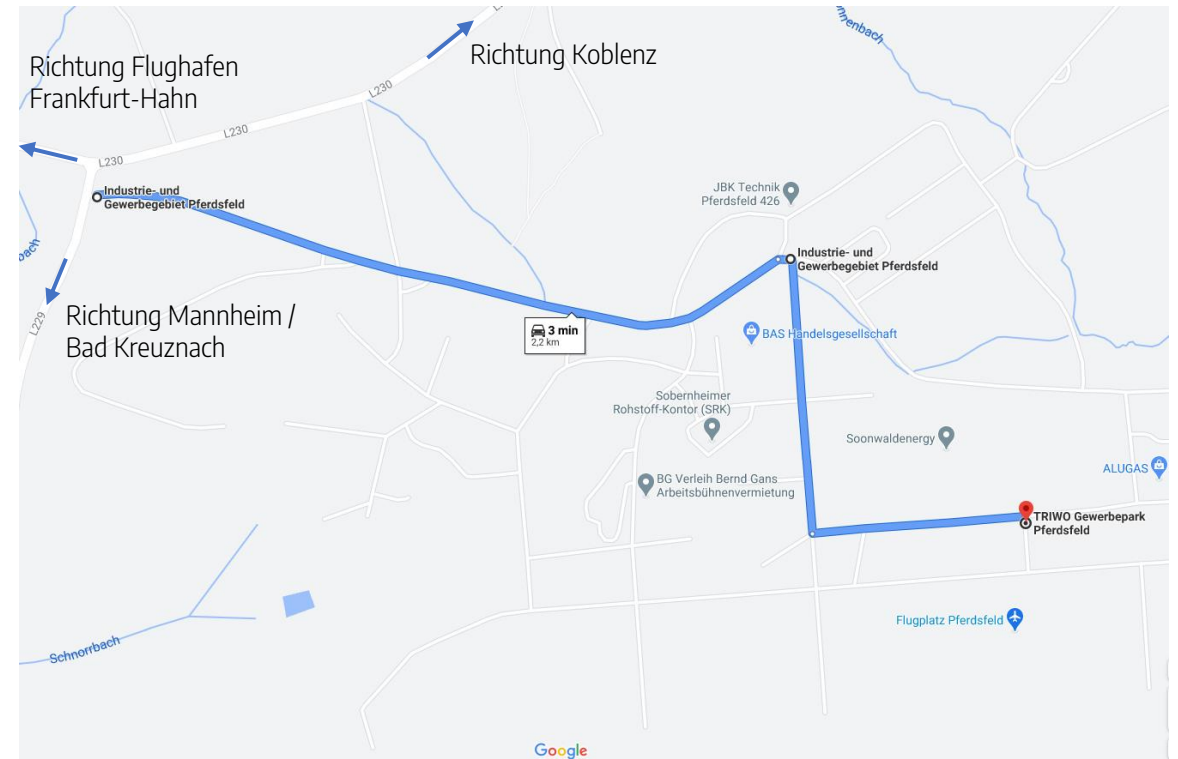 Richtung Flughafen
Frankfurt-Hahn
Richtung Koblenz
L230
L230
L230
Industrie- und
Gewerbegebiet Pferdsfeld
L229
Richtung Mannheim /
Bad Kreuznach
JBK Technik
Pferdsfeld 426
Industrie- und
Gewerbegebiet Pferdsfeld
3 min
2,2 km
BAS Handelsgesellschaft
Sobernheimer
Rohstoff-Kontor (SRK)
Soonwaldenergy
ALUGAS
BG Verleih Bernd Gans
Arbeitsbühnenvermietung
TRIWO Gewerbepark
Pferdsfeld
Flugplatz Pferdsfeld
Schnorrbach
Google